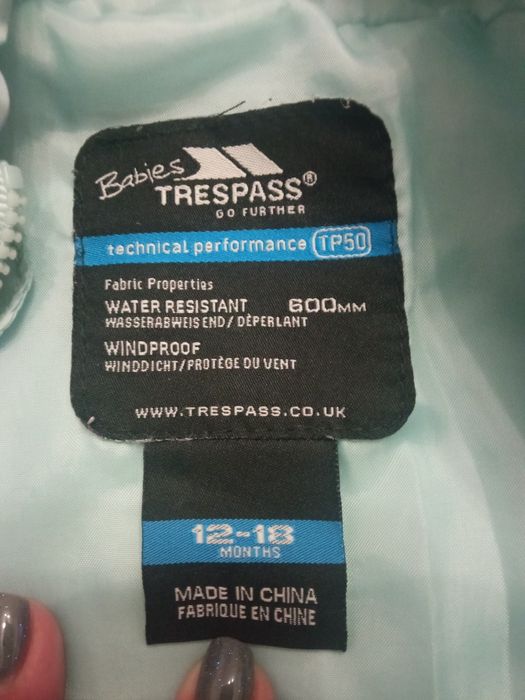 Babies
TRESPASS®
GO FURTHER
technical performance TP50
Fabric Properties
WATER RESISTANT 600MM
WASSERABWEISEND/DÉPERLANT
WINDPROOF
WINDDICHT/PROTÈGE DU VENT
WWW.TRESPASS.CO.UK
12-18
MONTHS
MADE IN CHINA
FABRIQUE EN CHINE